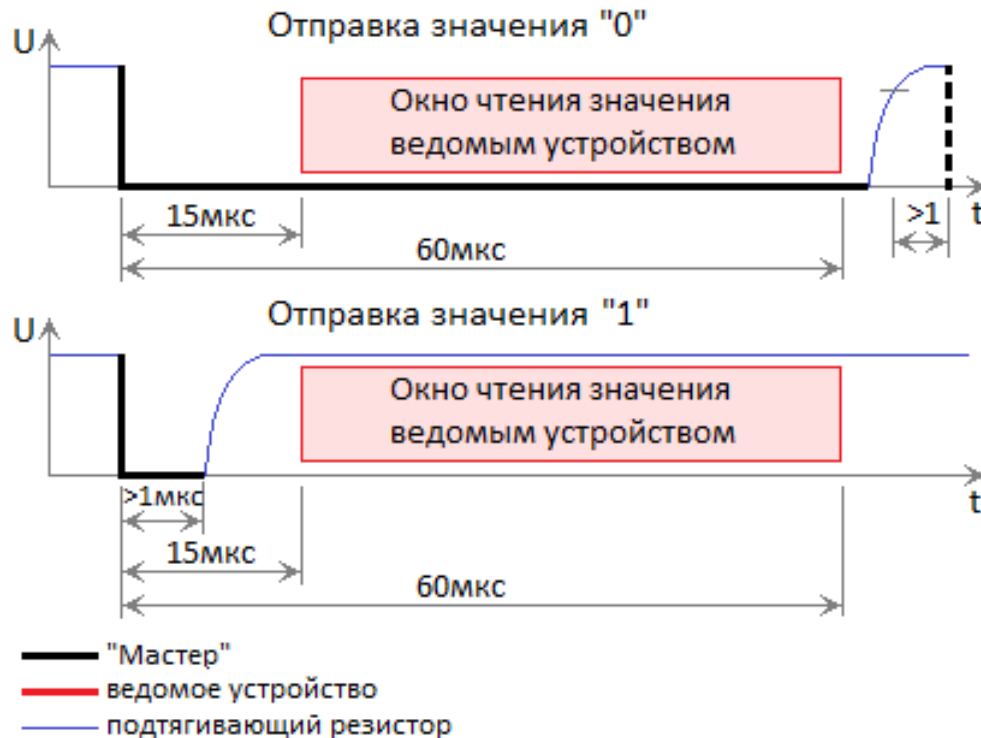 Отправка значения "0"
U
Окно чтения значения
ведомым устройством
15мкс
>1
t
60мкс
Отправка значения "1"
U
Окно чтения значения
ведомым устройством
>1мкс
t
15мкс
60мкс
"Мастер"
ведомое устройство
подтягивающий резистор